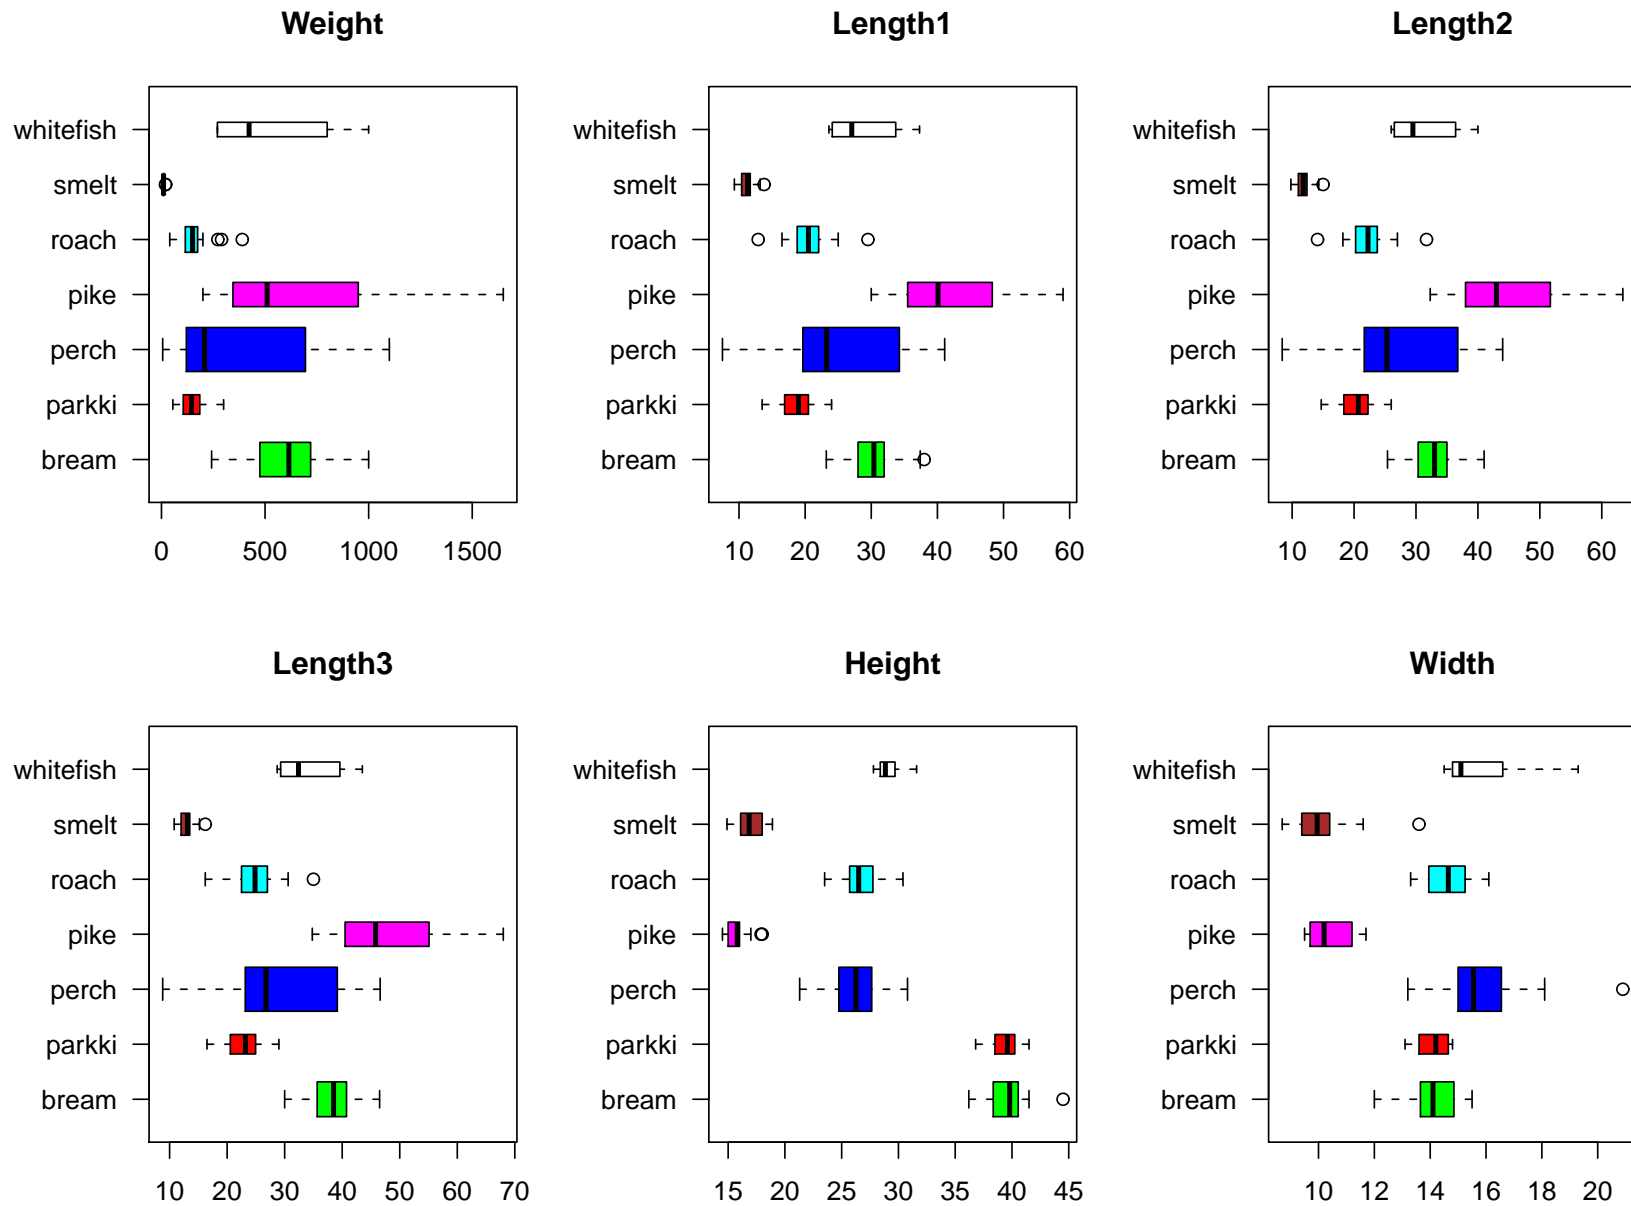 Weight
whitefish
smelt
roach
pike
perch
parkki
bream
0 500 1000 1500
Length1
whitefish
smelt
roach
pike
perch
parkki
bream
10 20 30 40 50 60
Length2
whitefish
smelt
roach
pike
perch
parkki
bream
10 20 30 40 50 60
Length3
whitefish
smelt
roach
pike
perch
parkki
bream
10 20 30 40 50 60 70
Height
whitefish
smelt
roach
pike
perch
parkki
bream
15 20 25 30 35 40 45
Width
whitefish
smelt
roach
pike
perch
parkki
bream
10 12 14 16 18 20